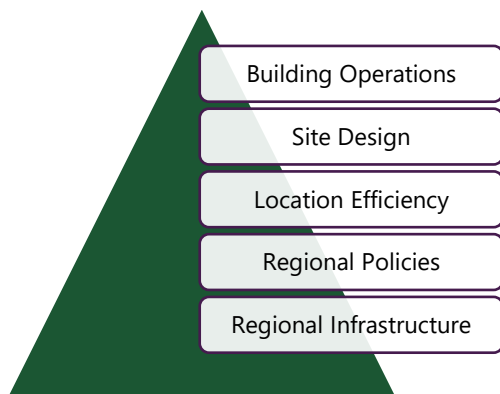 Building Operations
Site Design
Location Efficiency
Regional Policies
Regional Infrastructure